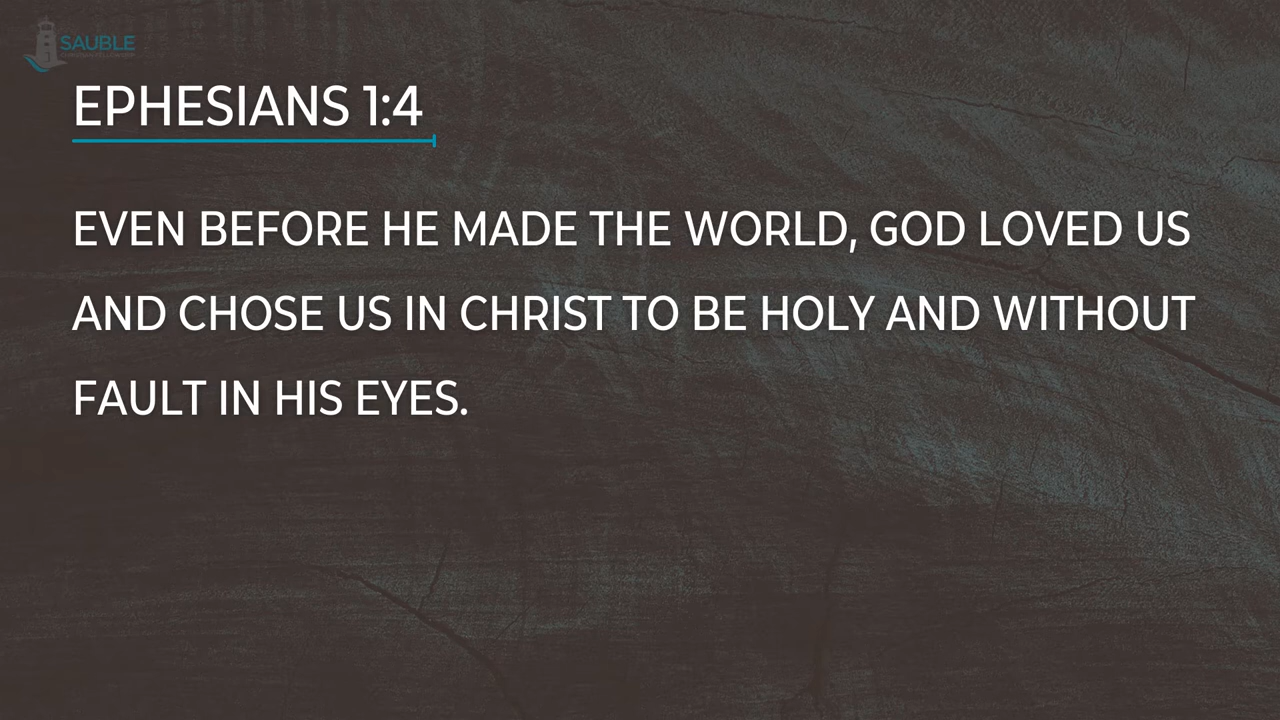 SAUBLE
EPHESIANS 1:4
EVEN BEFORE HE MADE THE WORLD, GOD LOVED US
AND CHOSE US IN CHRIST TO BE HOLY AND WITHOUT
FAULT IN HIS EYES.